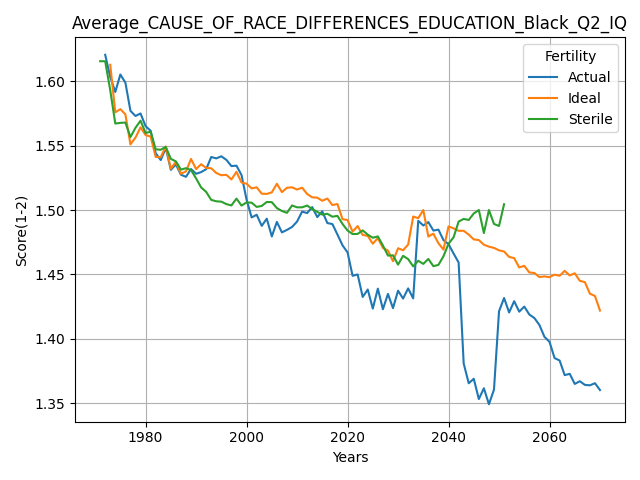 Average_CAUSE_OF_RACE_DIFFERENCES_EDUCATION_Black_Q2_IQ
Fertility
Actual
Ideal
Sterile
Score(1-2)
1.60
1.55
1.50
1.45
1.40
1.35
1980
2000
2020
2040
2060
Years